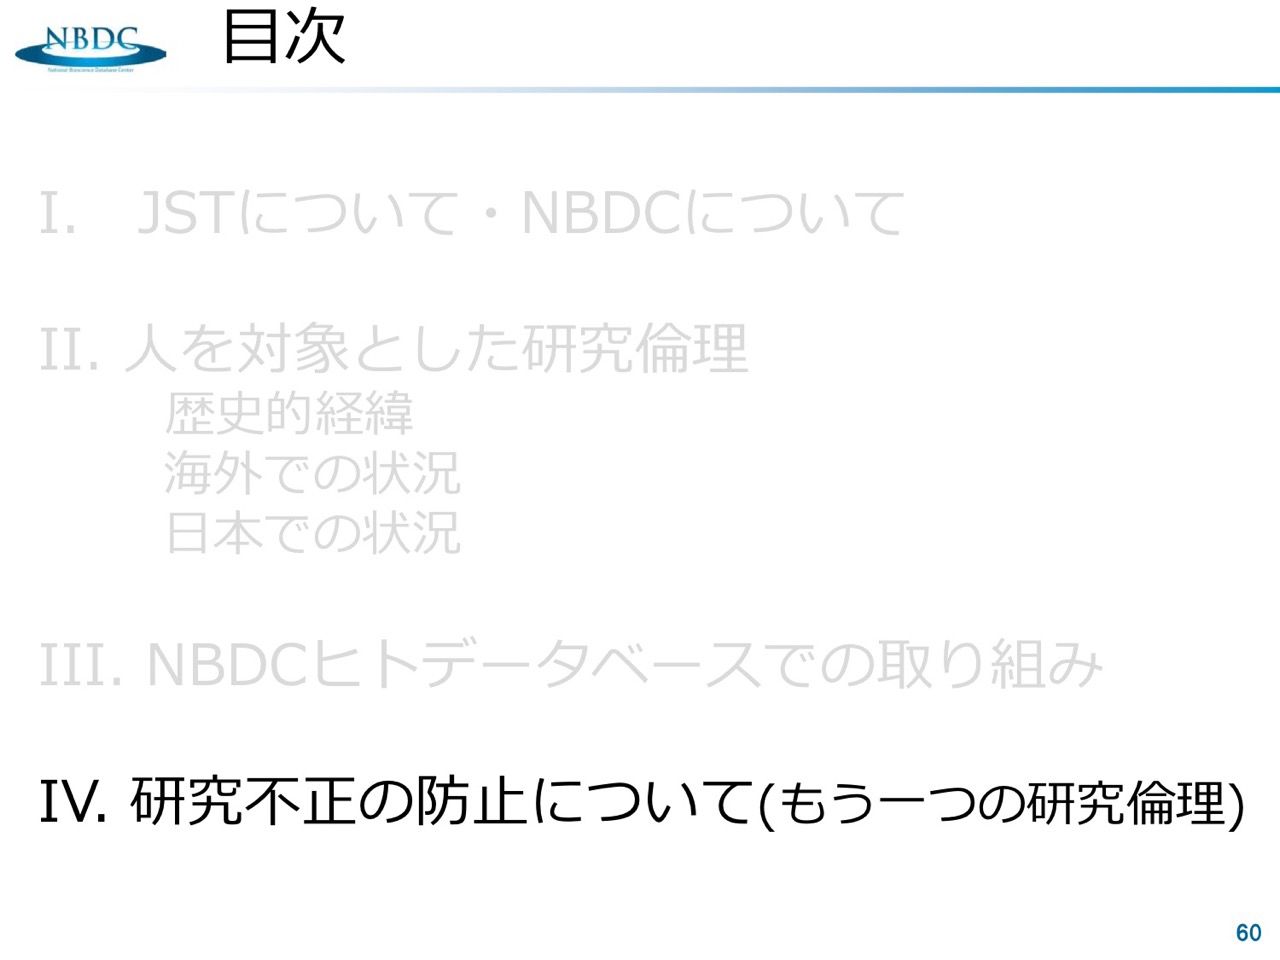 NBDC
National Bioscience Database Center
目次
I. JSTについて・NBDCについて
II. 人を対象とした研究倫理
歴史的経緯
海外での状況
日本での状況
III. NBDCヒトデータベースでの取り組み
IV. 研究不正の防止について(もう一つの研究倫理)
60